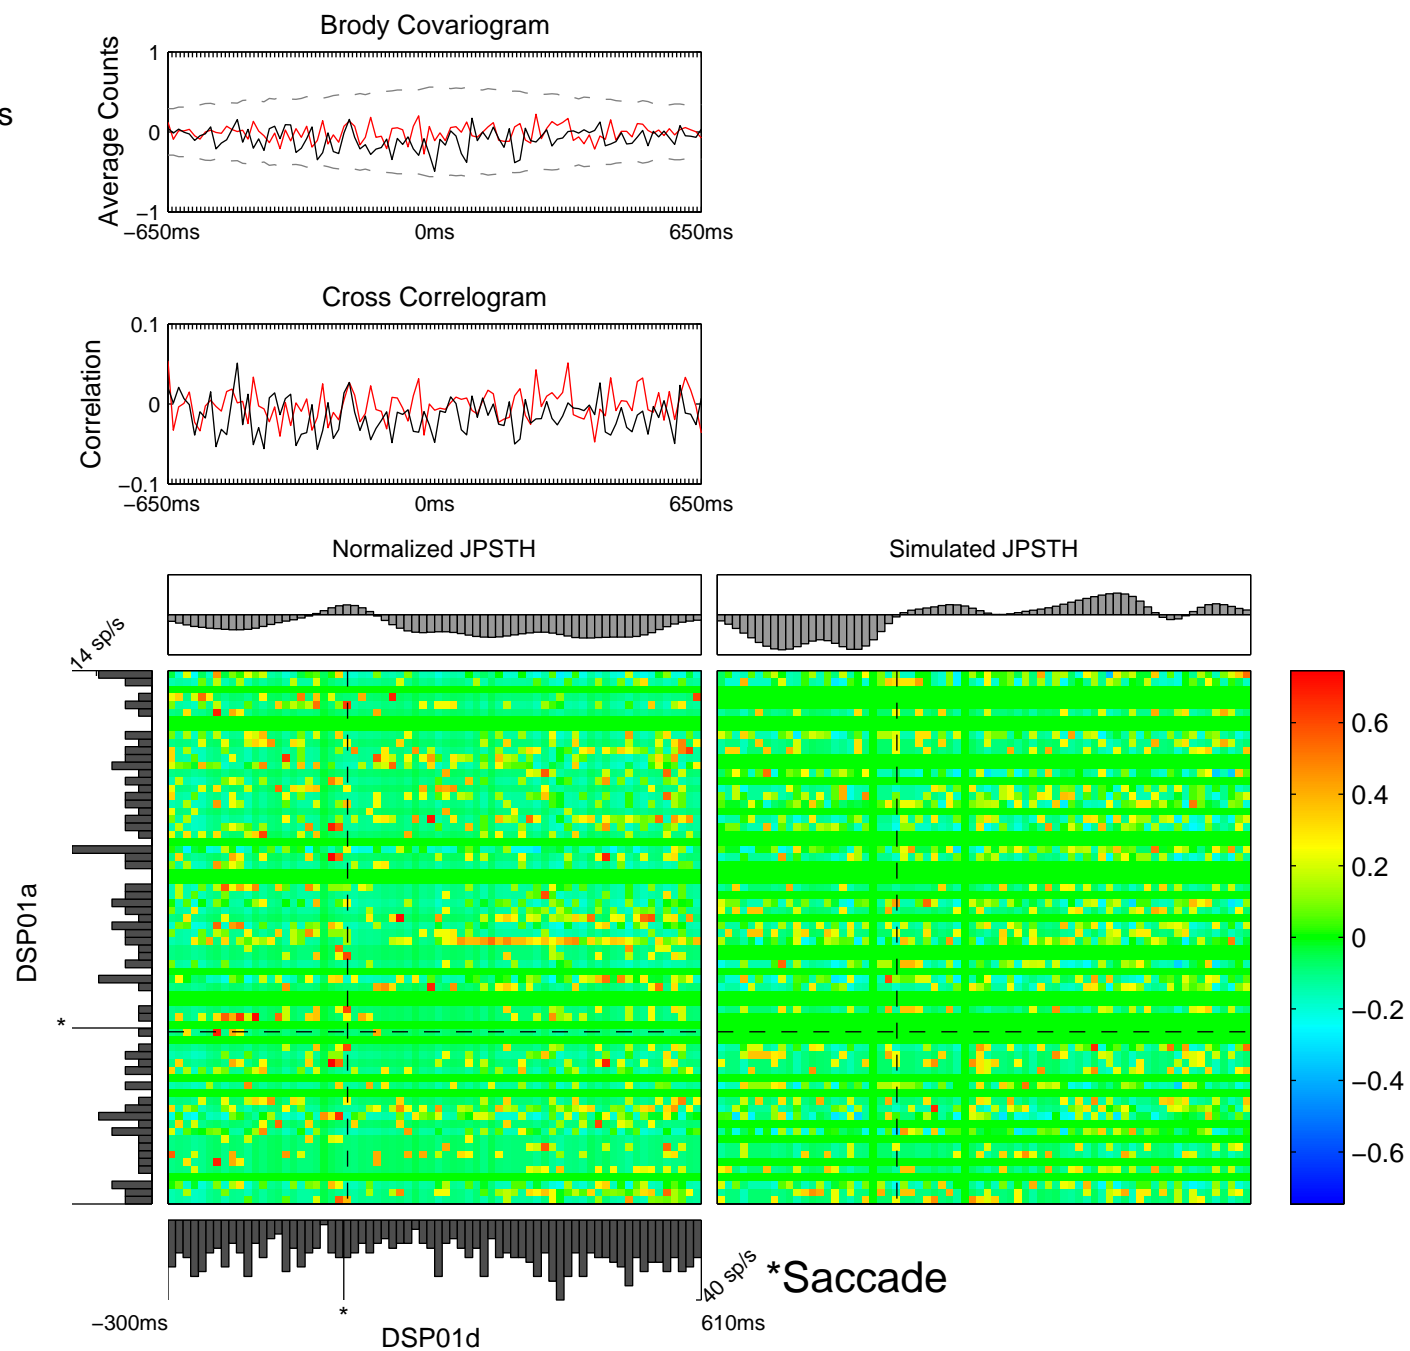 Brody Covariogram
s
Average Counts
1
0
−1
−650ms 0ms 650ms
Cross Correlogram
Correlation
0.1
0
−0.1
−650ms 0ms 650ms
Normalized JPSTH
Simulated JPSTH
14 sp/s
DSP01a
*
0.6
0.4
0.2
0
−0.2
−0.4
−0.6
40 sp/s
*Saccade
*
−300ms
DSP01d
610ms